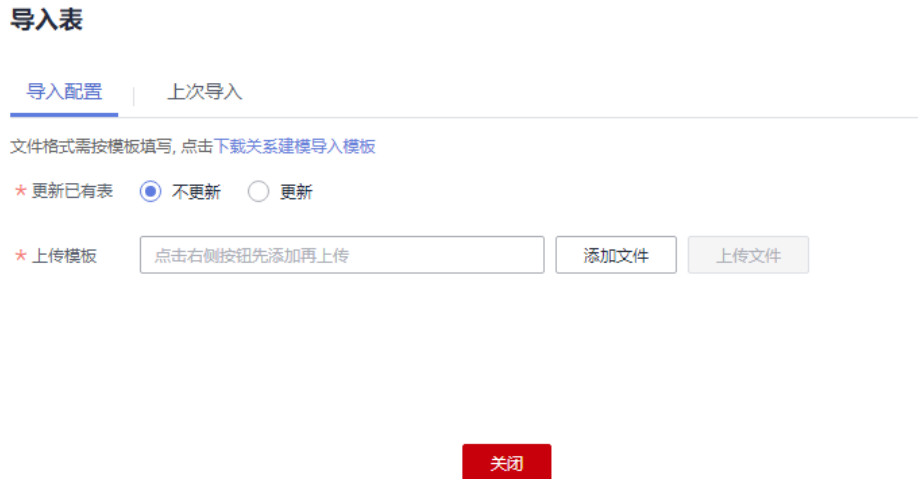 导入表
导入配置 上次导入
文件格式需按模板填写, 点击下载关系建模导入模板
* 更新已有表 不更新 更新
* 上传模板 点击右侧按钮先添加再上传 添加文件 上传文件
关闭